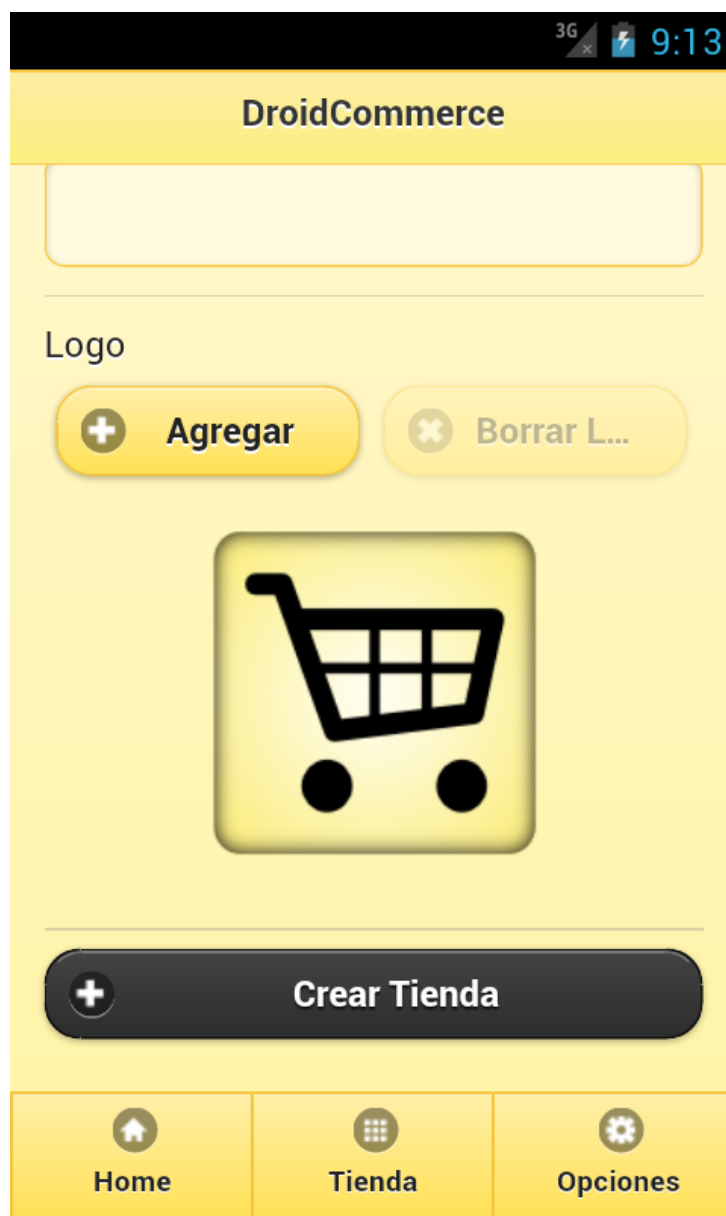 3G 9:13
DroidCommerce
Logo
Agregar Borrar L...
Crear Tienda
Home Tienda Opciones